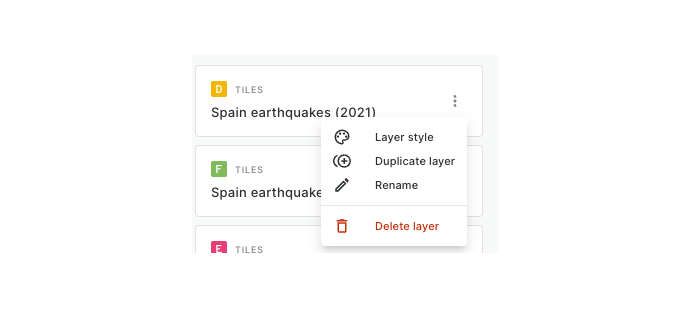 D TILES
Spain earthquakes (2021)
Layer style
Duplicate layer
Rename
Delete layer
F TILES
Spain earthquake
TILES